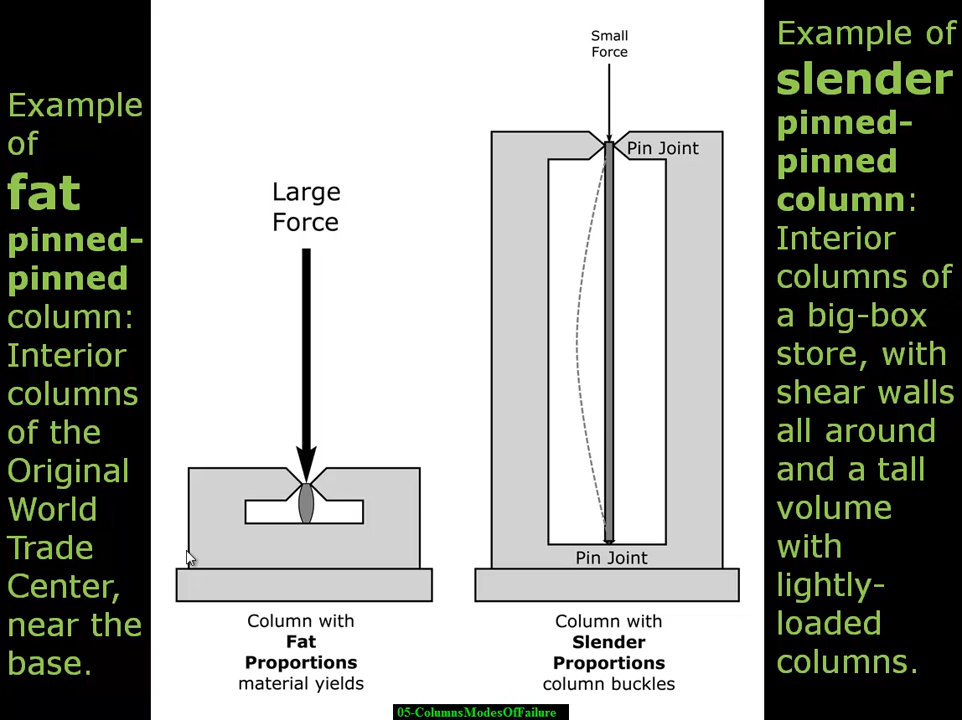 Example
of
fat
pinned-
pinned
column:
Interior
columns
of the
Original
World
Trade
Center,
near the
base.
Large
Force
Column with
Fat
Proportions
material yields
Small
Force
Pin Joint
Pin Joint
Column with
Slender
Proportions
column buckles
Example of
slender
pinned-
pinned
column:
Interior
columns of
a big-box
store, with
shear walls
all around
and a tall
volume
with
lightly-
loaded
columns.
05-ColumnsModesOfFailure